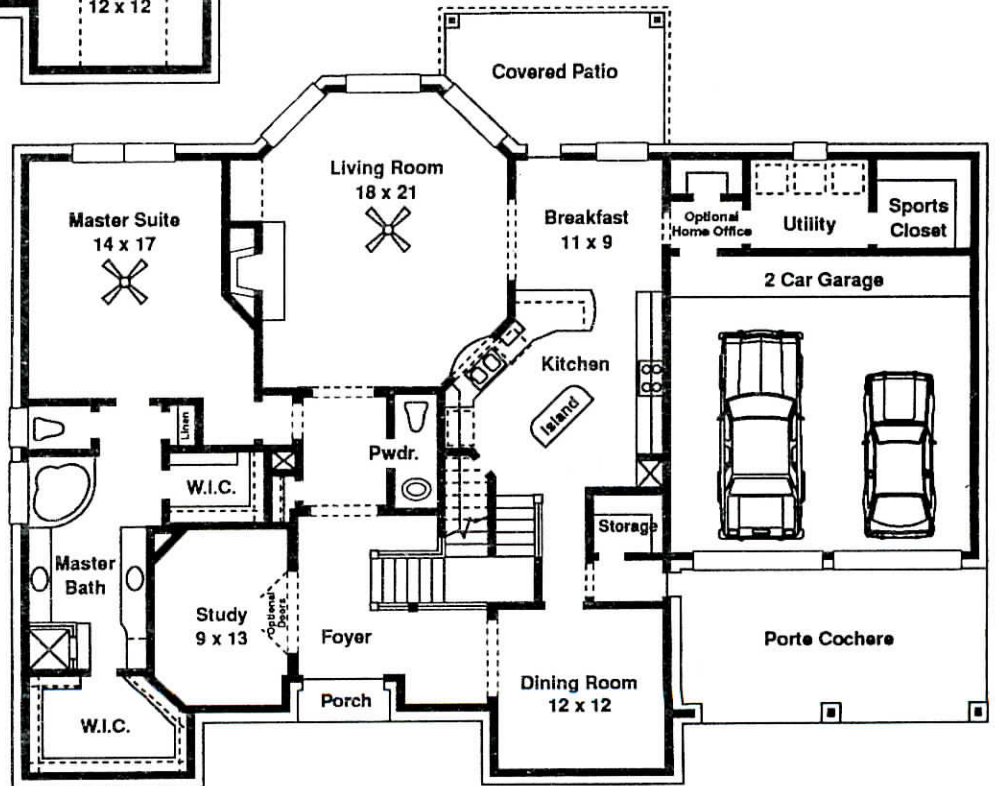 12 x 12
Covered Patio
Living Room
18 x 21
Master Suite
14 x 17
Breakfast
11 x 9
Optional
Home Office
Utility
Sports
Closet
2 Car Garage
Kitchen
Island
Linen
Pwdr.
W.I.C.
Storage
Master
Bath
Study
9 x 13
Optional
Doors
Foyer
Porte Cochere
Dining Room
12 x 12
Porch
W.I.C.